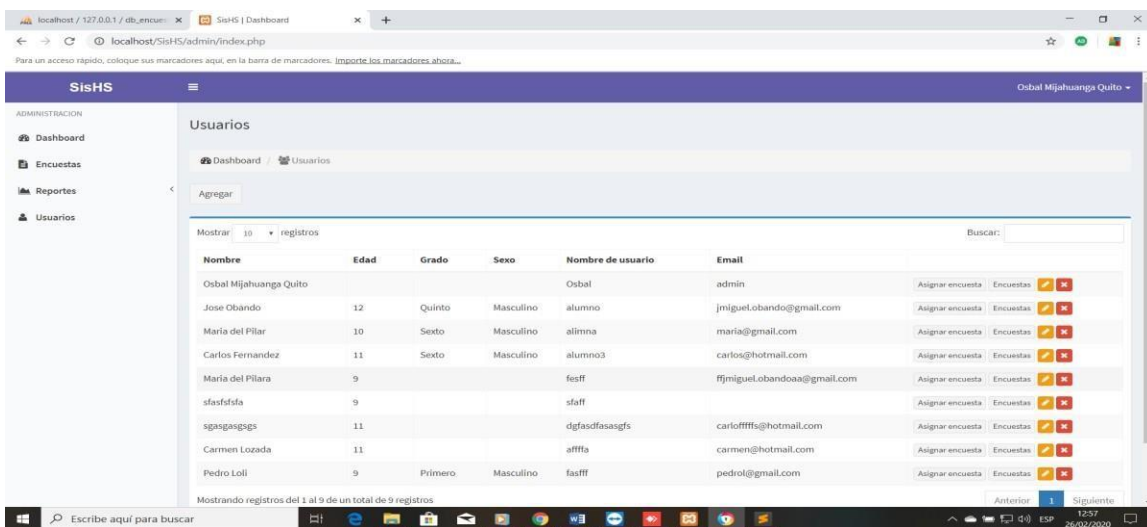 localhost / 127.0.0.1 / db_encues
SisHS | Dashboard
localhost/SisHS/admin/index.php
Para un acceso rápido, coloque sus marcadores aquí, en la barra de marcadores. Importe los marcadores ahora...
SisHS
Osbal Mijahuanga Quito
ADMINISTRACION
Dashboard
Encuestas
Reportes
Usuarios
Usuarios
Dashboard / Usuarios
Agregar
Mostrar 10 registros Buscar:
Nombre Edad Grado Sexo Nombre de usuario Email
Osbal Mijahuanga Quito Osbal admin Asignar encuesta Encuestas
Jose Obando 12 Quinto Masculino alumno jmiguel.obando@gmail.com Asignar encuesta Encuestas
Maria del Pilar 10 Sexto Masculino alimna maria@gmail.com Asignar encuesta Encuestas
Carlos Fernandez 11 Sexto Masculino alumno3 carlos@hotmail.com Asignar encuesta Encuestas
Maria del Pilara 9 fesff ffjmiguel.obandoaa@gmail.com Asignar encuesta Encuestas
sfasfsfsfa 9 sfaff Asignar encuesta Encuestas
sgasgasgsgs 11 dgfasdfasasgfs carlofffffs@hotmail.com Asignar encuesta Encuestas
Carmen Lozada 11 affffa carmen@hotmail.com Asignar encuesta Encuestas
Pedro Loli 9 Primero Masculino fasfff pedrol@gmail.com Asignar encuesta Encuestas
Mostrando registros del 1 al 9 de un total de 9 registros Anterior 1 Siguiente
Escribe aquí para buscar
ESP
12:57
26/02/2020